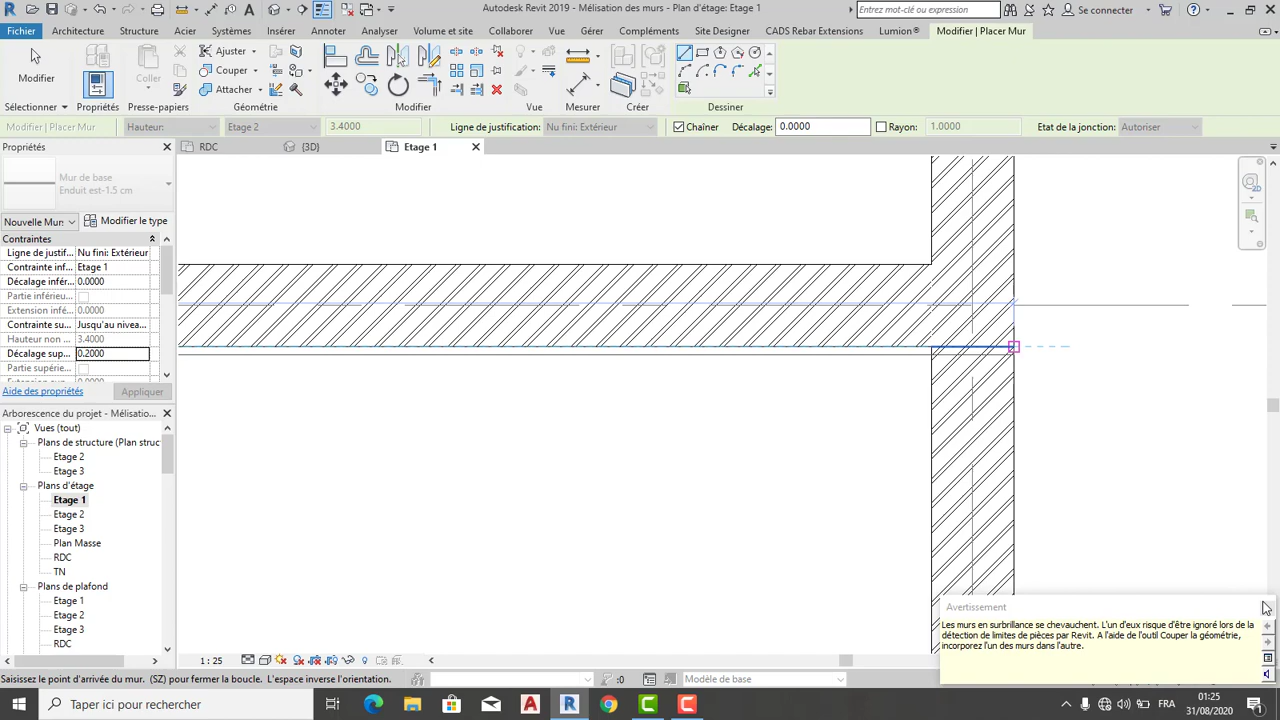 Autodesk Revit 2019 - Mélisation des murs - Plan d'étage: Etage 1
Entrez mot-clé ou expression
Se connecter
Fichier Architecture Structure Acier Systèmes Insérer Annoter Analyser Volume et site Collaborer Vue Gérer Compléments Site Designer CADS Rebar Extensions Lumion® Modifier | Placer Mur
Modifier
Coller
Ajuster
Couper
Attacher
Sélectionner Propriétés Presse-papiers Géométrie Modifier Vue Mesurer Créer Dessiner
Modifier | Placer Mur Hauteur: Etage 2 3.4000 Ligne de justification: Nu fini: Extérieur Chaîner Décalage: 0.0000 Rayon: 1.0000 Etat de la jonction: Autoriser
Propriétés
RDC {3D} Etage 1
Mur de base
Enduit est-1.5 cm
Nouvelle Mur: Modifier le type
Contraintes
Ligne de justif... Nu fini: Extérieur
Contrainte inf... Etage 1
Décalage infér... 0.0000
Partie inférieu...
Extension infé... 0.0000
Contrainte su... Jusqu'au nivea...
Hauteur non ... 3.4000
Décalage sup... 0.2000
Partie supérie...
Aide des propriétés Appliquer
Arborescence du projet - Mélisatio...
Vues (tout)
Plans de structure (Plan struc
Etage 2
Etage 3
Plans d'étage
Etage 1
Etage 2
Etage 3
Plan Masse
RDC
TN
Plans de plafond
Etage 1
Etage 2
Etage 3
RDC
Avertissement
Les murs en surbrillance se chevauchent. L'un d'eux risque d'être ignoré lors de la
détection de limites de pièces par Revit. A l'aide de l'outil Couper la géométrie,
incorporez l'un des murs dans l'autre.
1 : 25
Saisissez le point d'arrivée du mur. (SZ) pour fermer la boucle. L'espace inverse l'orientation. :0 Modèle de base
Taper ici pour rechercher
FRA
01:25
31/08/2020